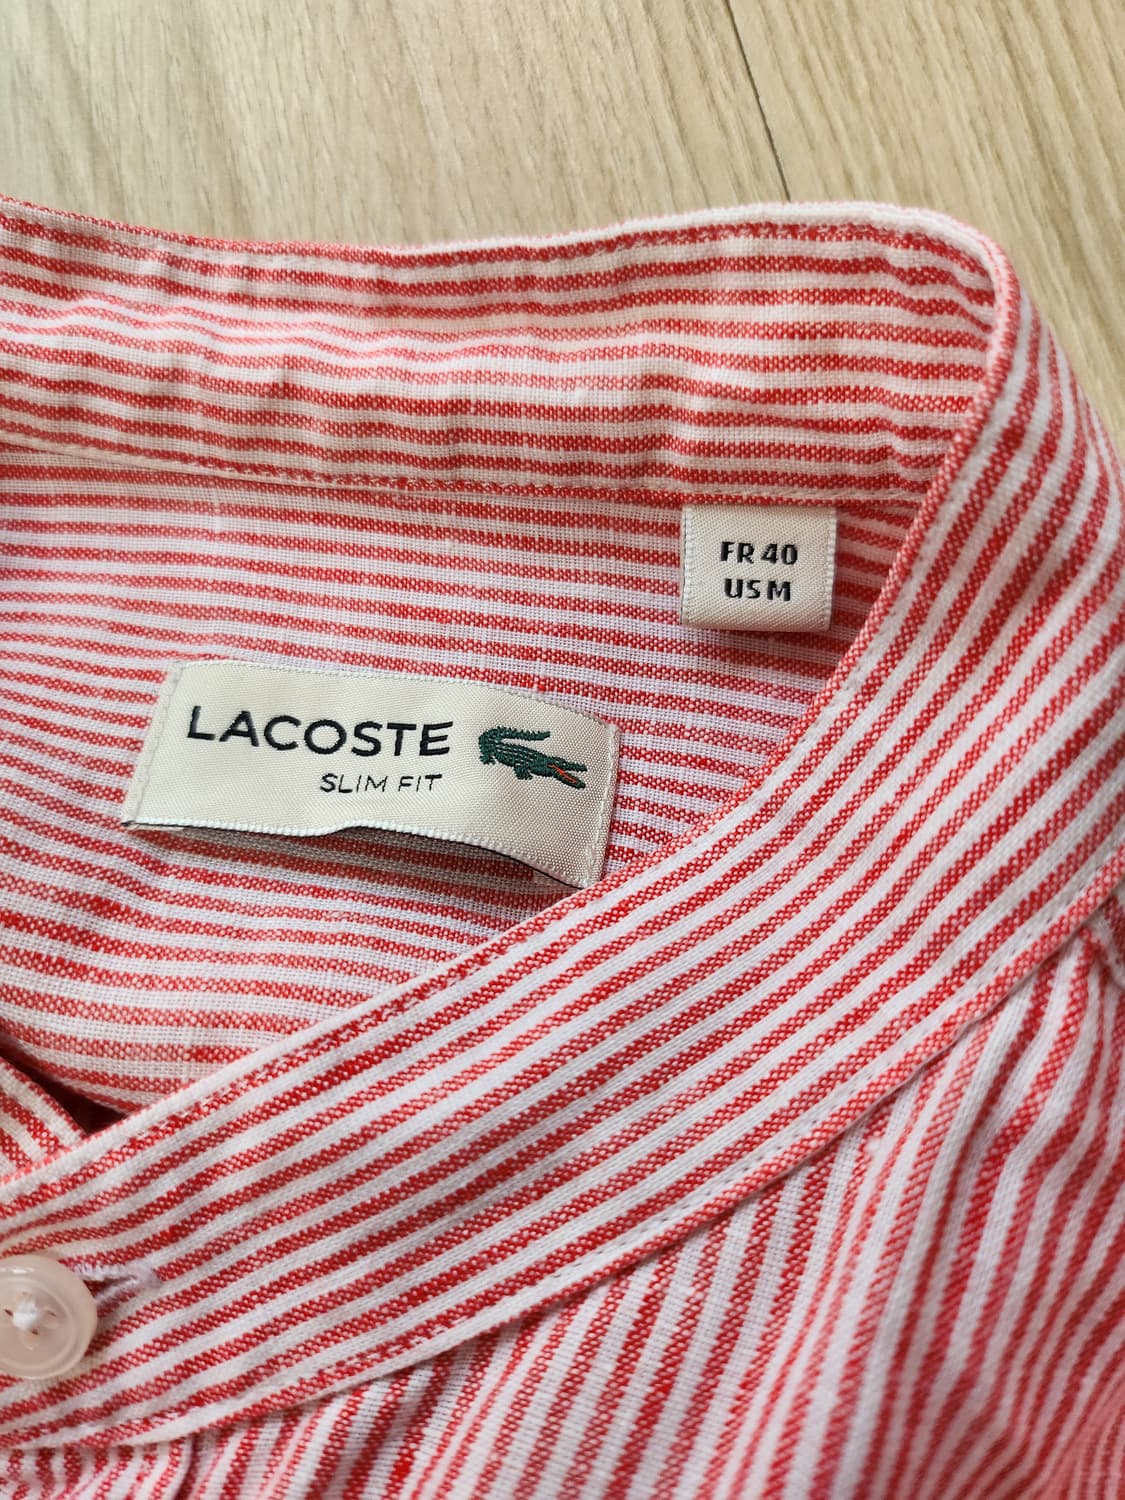 FR 40
US M
LACOSTE
SLIM FIT